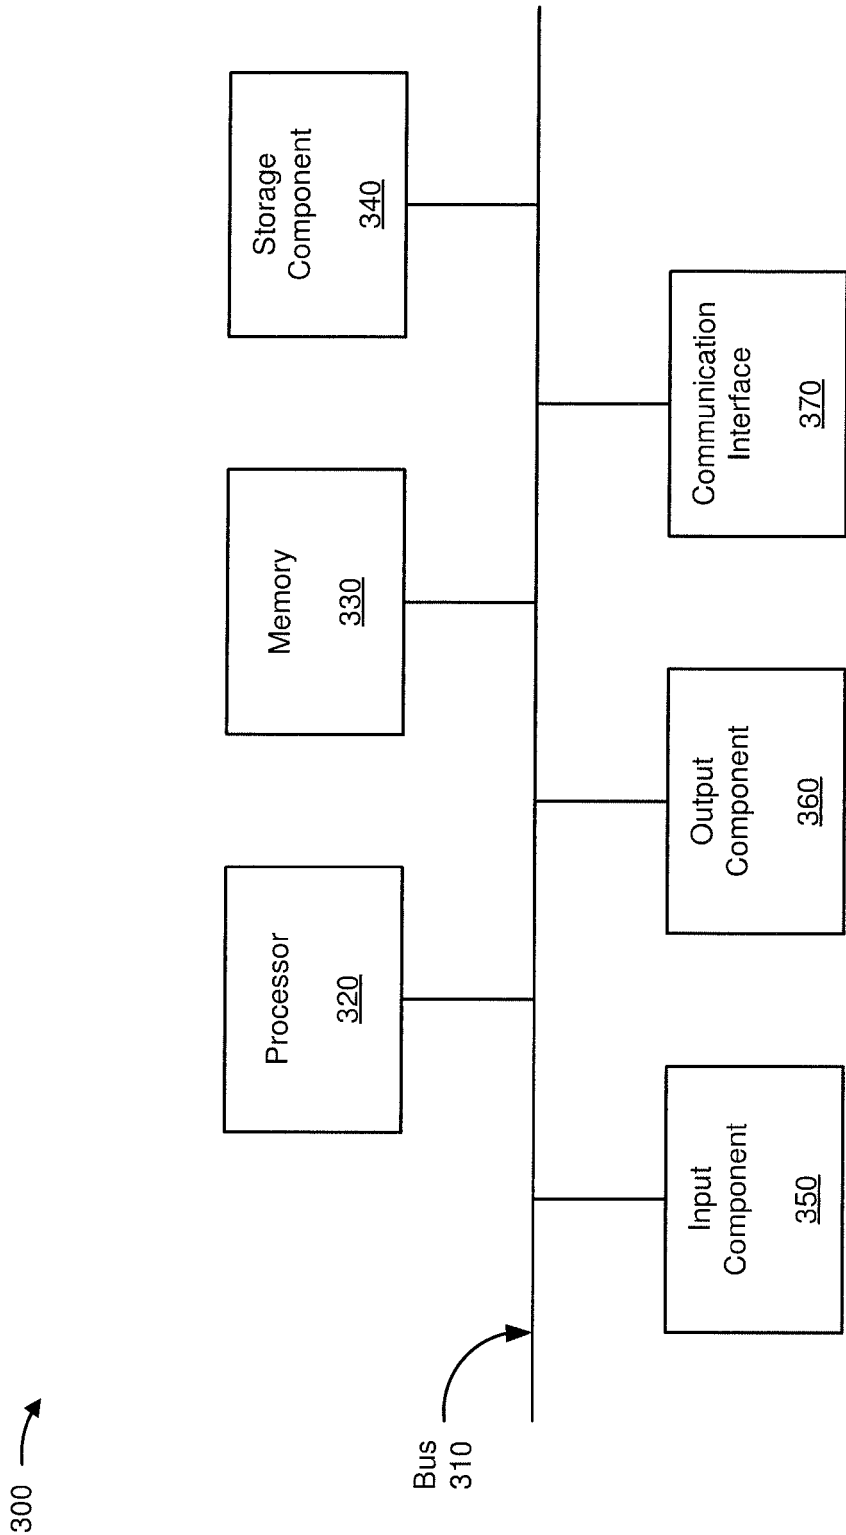 300
Bus
310
Processor
320
Memory
330
Storage
Component
340
Input
Component
350
Output
Component
360
Communication
Interface
370